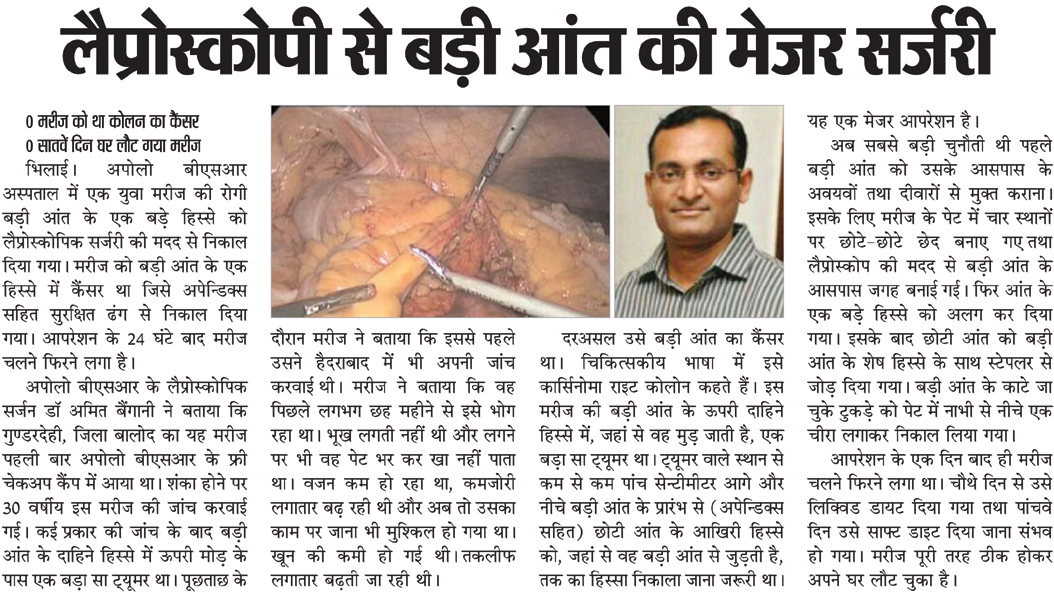 लैप्रोस्कोपी से बड़ी आंत की मेजर सर्जरी
0 मरीज को था कोलन का कैंसर
0 सातवें दिन घर लौट गया मरीज
भिलाई। अपोलो बीएसआर
अस्पताल में एक युवा मरीज की रोगी
बड़ी आंत के एक बड़े हिस्से को
लैप्रोस्कोपिक सर्जरी की मदद से निकाल
दिया गया। मरीज को बड़ी आंत के एक
हिस्से में कैंसर था जिसे अपेन्डिक्स
सहित सुरक्षित ढंग से निकाल दिया
गया। आपरेशन के 24 घंटे बाद मरीज
चलने फिरने लगा है।
अपोलो बीएसआर के लैप्रोस्कोपिक
सर्जन डॉ अमित बैंगानी ने बताया कि
गुण्डरदेही, जिला बालोद का यह मरीज
पहली बार अपोलो बीएसआर के फ्री
चेकअप कैंप में आया था। शंका होने पर
30 वर्षीय इस मरीज की जांच करवाई
गई। कई प्रकार की जांच के बाद बड़ी
आंत के दाहिने हिस्से में ऊपरी मोड़ के
पास एक बड़ा सा ट्यूमर था। पूछताछ के
दौरान मरीज ने बताया कि इससे पहले
उसने हैदराबाद में भी अपनी जांच
करवाई थी। मरीज ने बताया कि वह
पिछले लगभग छह महीने से इसे भोग
रहा था। भूख लगती नहीं थी और लगने
पर भी वह पेट भर कर खा नहीं पाता
था। वजन कम हो रहा था, कमजोरी
लगातार बढ़ रही थी और अब तो उसका
काम पर जाना भी मुश्किल हो गया था।
खून की कमी हो गई थी। तकलीफ
लगातार बढ़ती जा रही थी।
दरअसल उसे बड़ी आंत का कैंसर
था। चिकित्सकीय भाषा में इसे
कार्सिनोमा राइट कोलोन कहते हैं। इस
मरीज की बड़ी आंत के ऊपरी दाहिने
हिस्से में, जहां से वह मुड़ जाती है, एक
बड़ा सा ट्यूमर था। ट्यूमर वाले स्थान से
कम से कम पांच सेन्टीमीटर आगे और
नीचे बड़ी आंत के प्रारंभ से (अपेन्डिक्स
सहित) छोटी आंत के आखिरी हिस्से
को, जहां से वह बड़ी आंत से जुड़ती है,
तक का हिस्सा निकाला जाना जरूरी था।
यह एक मेजर आपरेशन है।
अब सबसे बड़ी चुनौती थी पहले
बड़ी आंत को उसके आसपास के
अवयवों तथा दीवारों से मुक्त कराना।
इसके लिए मरीज के पेट में चार स्थानों
पर छोटे-छोटे छेद बनाए गए तथा
लैप्रोस्कोप की मदद से बड़ी आंत के
आसपास जगह बनाई गई। फिर आंत के
एक बड़े हिस्से को अलग कर दिया
गया। इसके बाद छोटी आंत को बड़ी
आंत के शेष हिस्से के साथ स्टेपलर से
जोड़ दिया गया। बड़ी आंत के काटे जा
चुके टुकड़े को पेट में नाभी से नीचे एक
चीरा लगाकर निकाल लिया गया।
आपरेशन के एक दिन बाद ही मरीज
चलने फिरने लगा था। चौथे दिन से उसे
लिक्विड डायट दिया गया तथा पांचवे
दिन उसे साफ्ट डाइट दिया जाना संभव
हो गया। मरीज पूरी तरह ठीक होकर
अपने घर लौट चुका है।